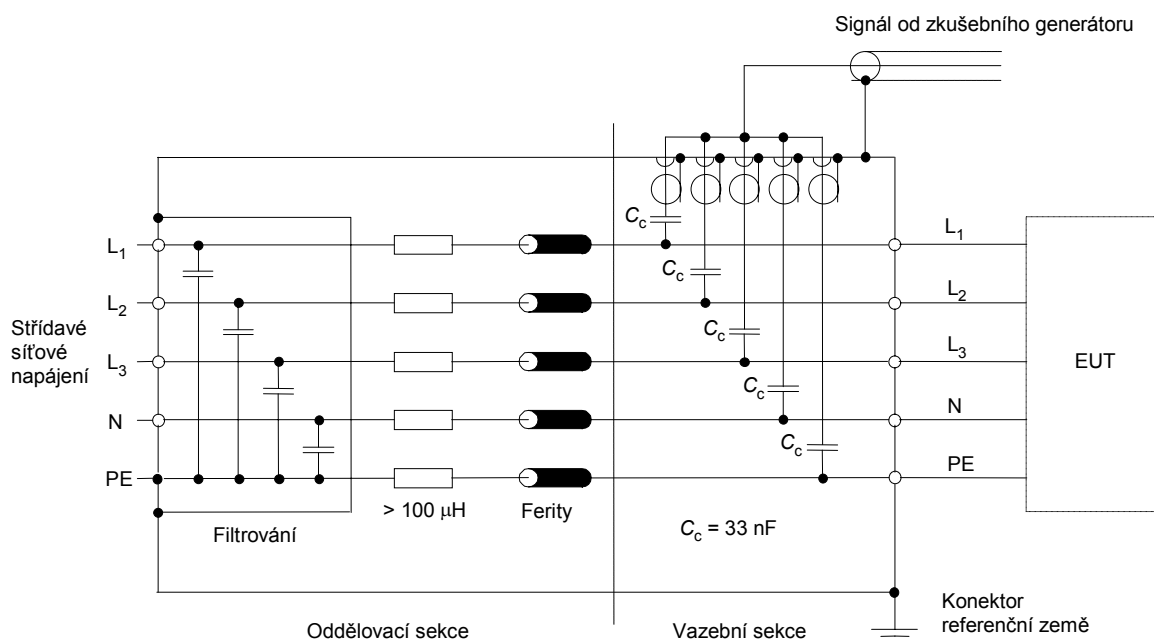 Signál od zkušebního generátoru
Cc
L1
L1
Cc
L2
L2
Střídavé
síťové
napájení
Cc
L3
L3
EUT
Cc
N
N
Cc
PE
PE
> 100 µH
Ferity
Filtrování
Cc = 33 nF
Konektor
referenční země
Oddělovací sekce
Vazební sekce